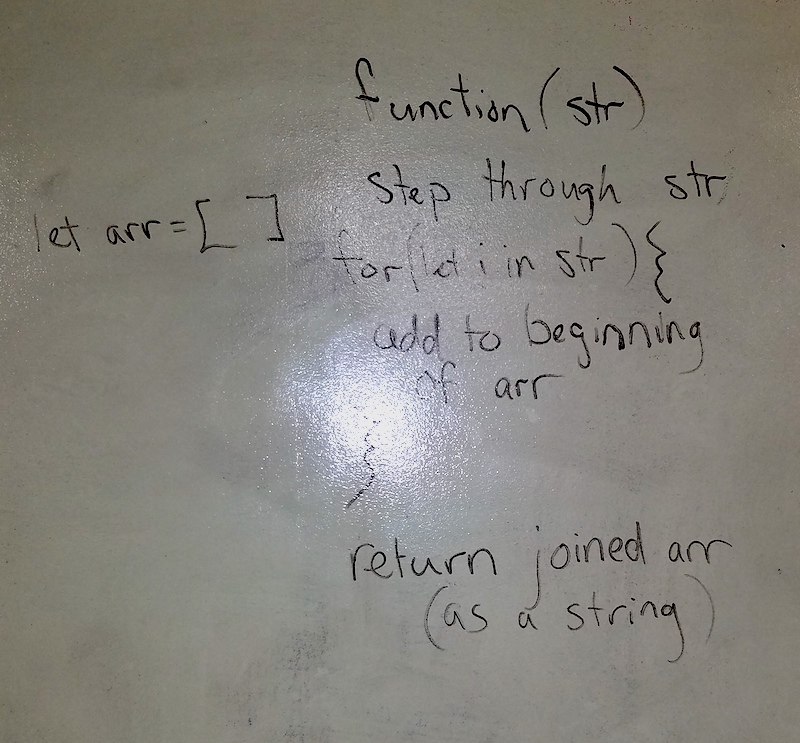 function(str)
step through str
let arr=[ ]
for(let i in str){
add to beginning
of arr
}
return joined arr
(as a string)